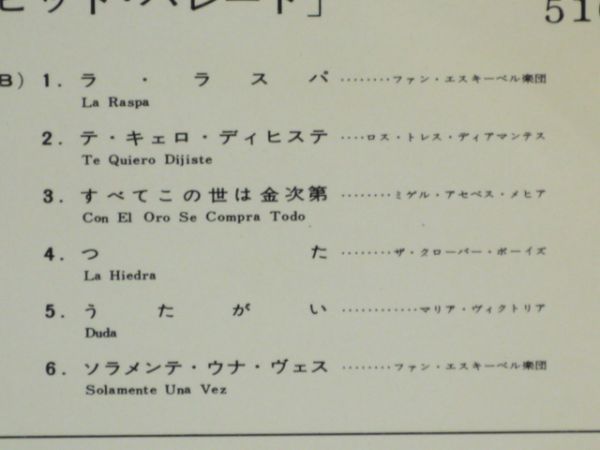 ヒット・パレード」 510
B) 1. ラ・ラスパ ········ファン・エスキーベル楽団
La Raspa
2. テ・キェロ・ディヒステ ····ロス・トレス・ディアマンテス
Te Quiero Dijiste
3. すべてこの世は金次第 ········ミゲル・アセベス・メヒア
Con El Oro Se Compra Todo
4. つた ········ザ・クローバー・ボーイズ
La Hiedra
5. うたがい ············マリア・ヴィクトリア
Duda
6. ソラメンテ・ウナ・ヴェス ········ファン・エスキーベル楽団
Solamente Una Vez